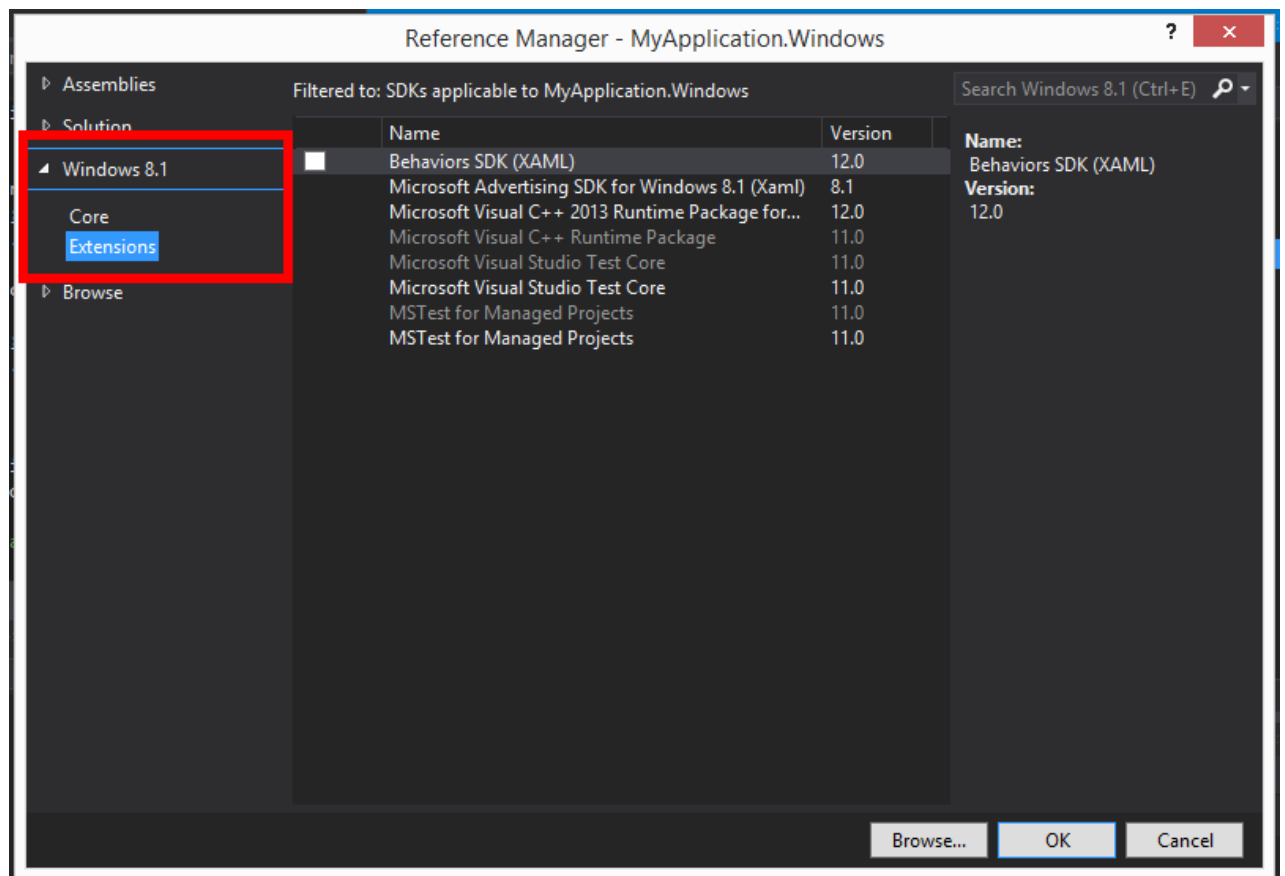 Reference Manager - MyApplication.Windows
?
Assemblies
Filtered to: SDKs applicable to MyApplication.Windows
Search Windows 8.1 (Ctrl+E)
Solution
Windows 8.1
Core
Extensions
Browse
Name Version
Behaviors SDK (XAML) 12.0
Microsoft Advertising SDK for Windows 8.1 (Xaml) 8.1
Microsoft Visual C++ 2013 Runtime Package for... 12.0
Microsoft Visual C++ Runtime Package 11.0
Microsoft Visual Studio Test Core 11.0
Microsoft Visual Studio Test Core 11.0
MSTest for Managed Projects 11.0
MSTest for Managed Projects 11.0
Name:
Behaviors SDK (XAML)
Version:
12.0
Browse... OK Cancel